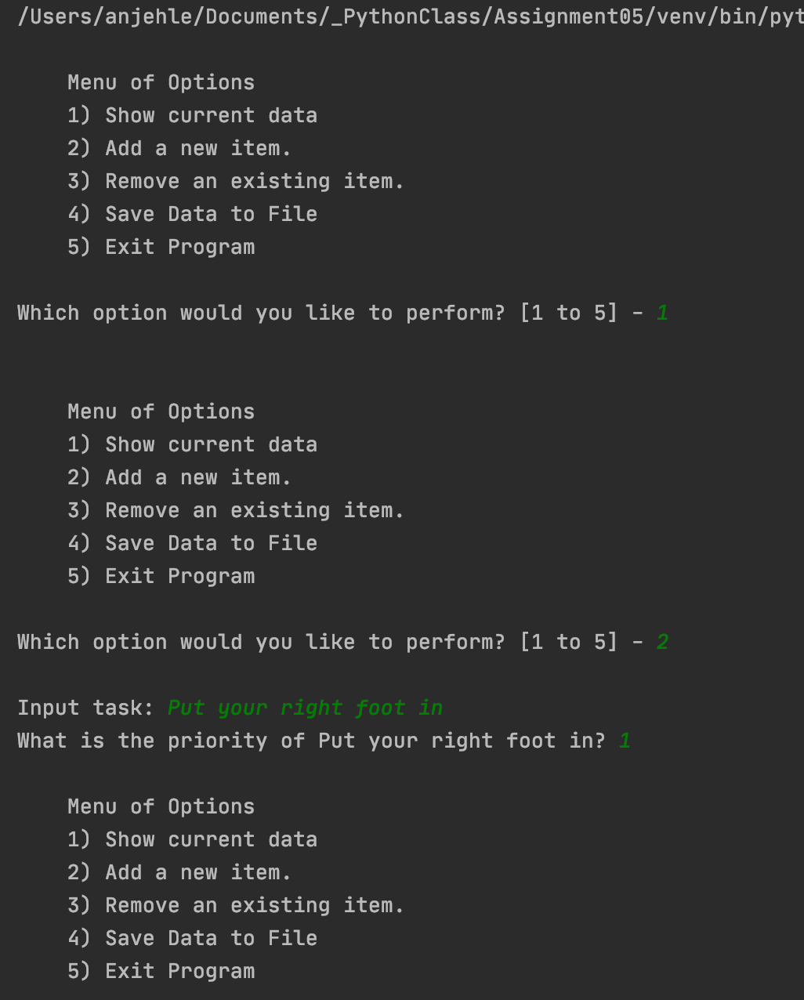 /Users/anjehle/Documents/_PythonClass/Assignment05/venv/bin/pyt
Menu of Options
1) Show current data
2) Add a new item.
3) Remove an existing item.
4) Save Data to File
5) Exit Program
Which option would you like to perform? [1 to 5] - 1
Menu of Options
1) Show current data
2) Add a new item.
3) Remove an existing item.
4) Save Data to File
5) Exit Program
Which option would you like to perform? [1 to 5] - 2
Input task: Put your right foot in
What is the priority of Put your right foot in? 1
Menu of Options
1) Show current data
2) Add a new item.
3) Remove an existing item.
4) Save Data to File
5) Exit Program